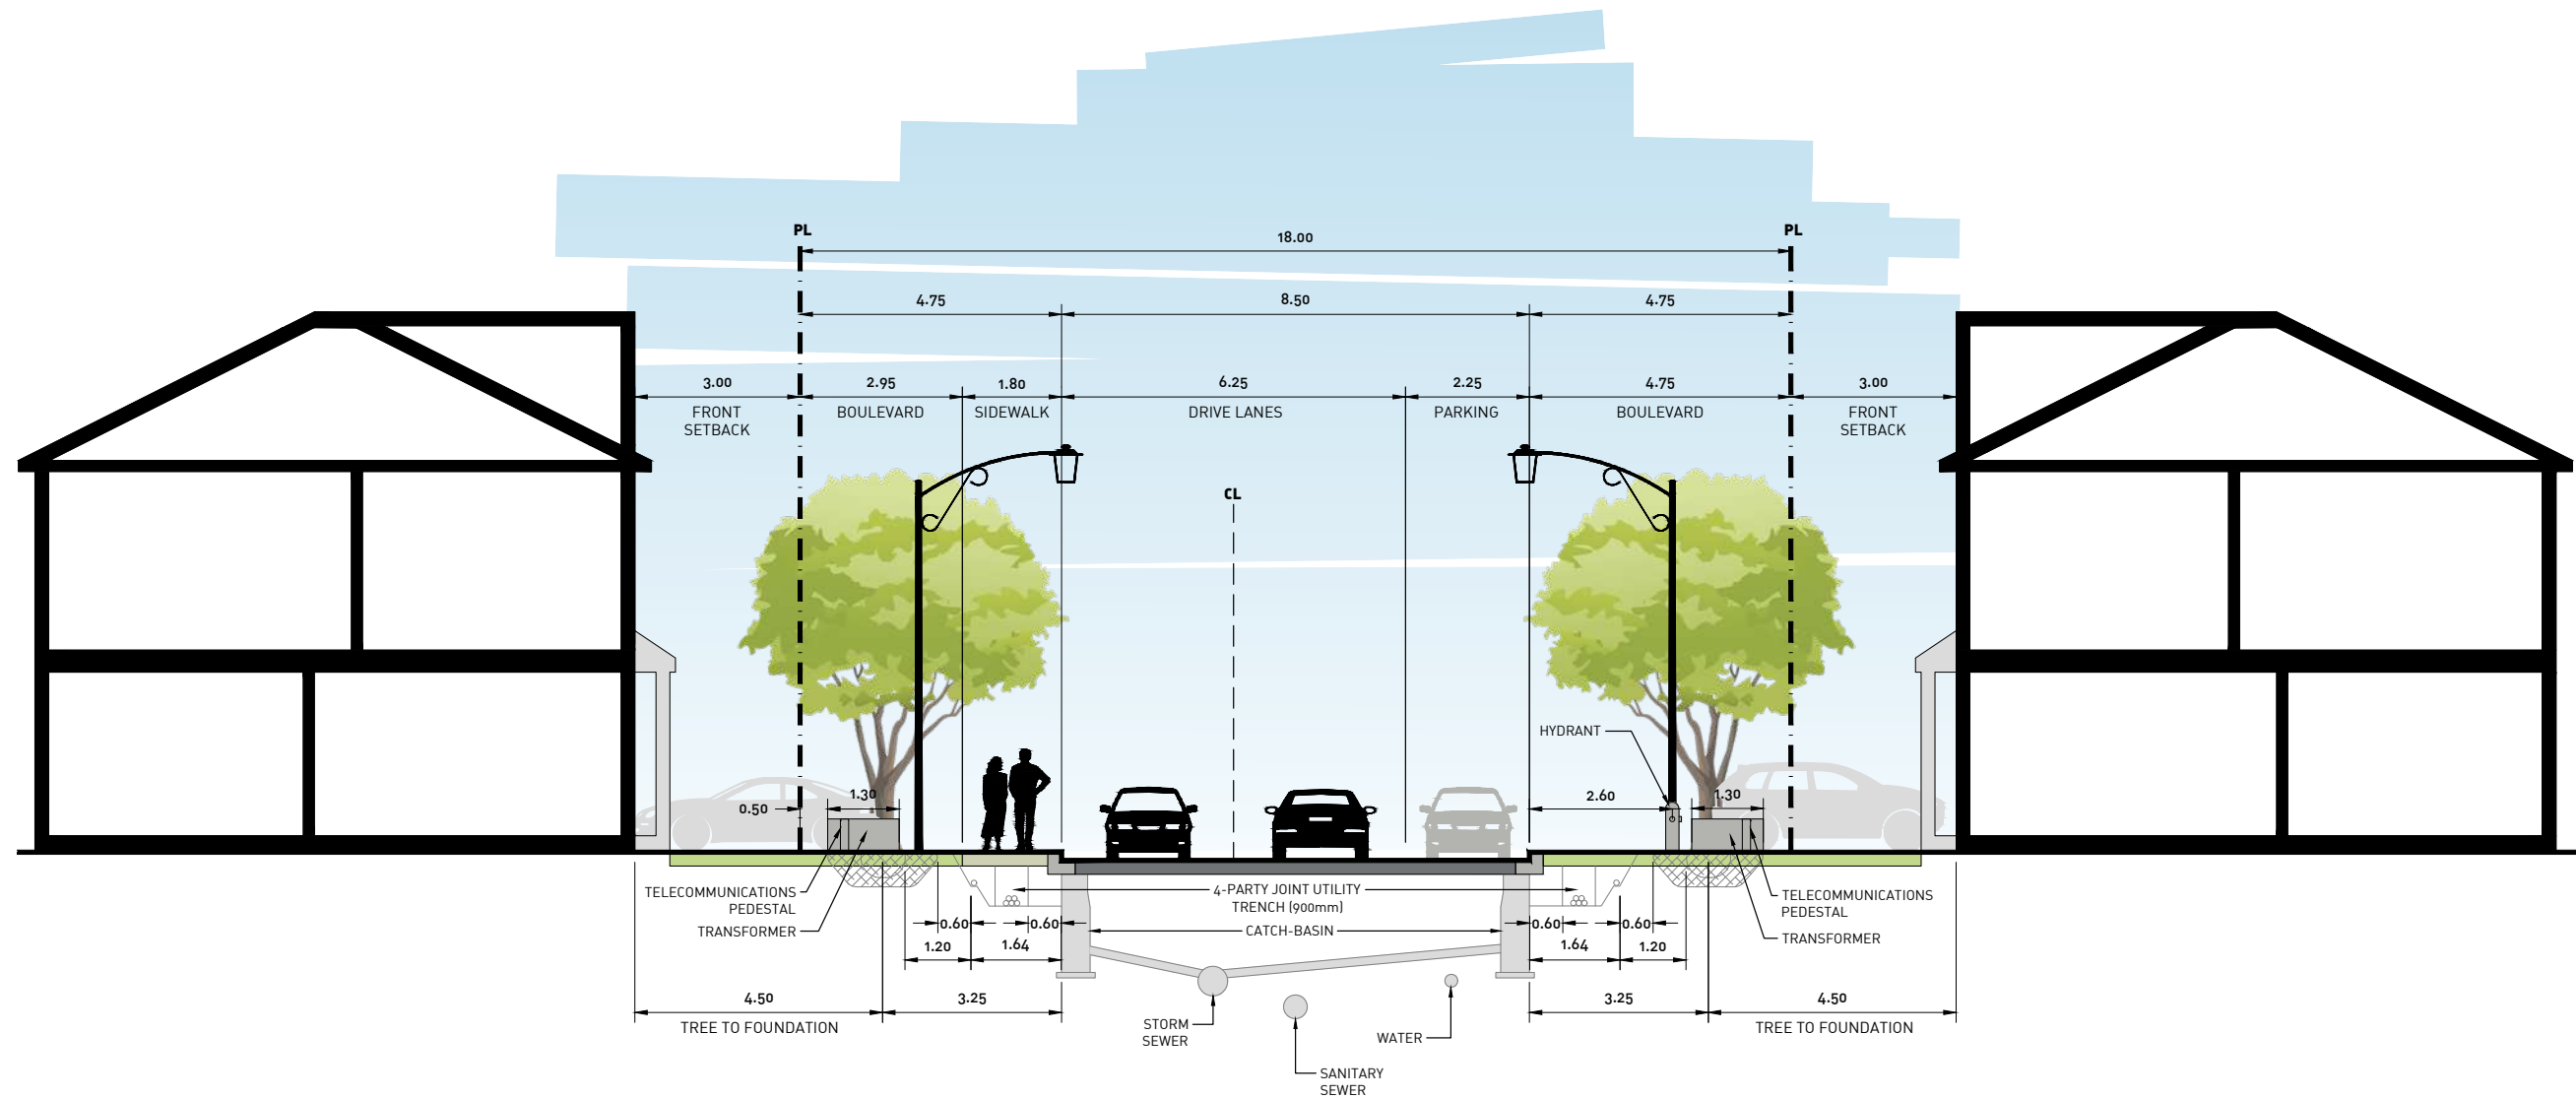 PL
PL
18.00
4.75
8.50
4.75
3.00
2.95
1.80
6.25
2.25
4.75
3.00
FRONT
SETBACK
BOULEVARD
SIDEWALK
DRIVE LANES
PARKING
BOULEVARD
FRONT
SETBACK
CL
HYDRANT
0.50
1.30
2.60
1.30
TELECOMMUNICATIONS
PEDESTAL
TRANSFORMER
4-PARTY JOINT UTILITY
TRENCH (900mm)
CATCH-BASIN
TELECOMMUNICATIONS
PEDESTAL
TRANSFORMER
0.60
0.60
0.60
0.60
1.20
1.64
1.64
1.20
4.50
3.25
3.25
4.50
TREE TO FOUNDATION
TREE TO FOUNDATION
STORM
SEWER
WATER
SANITARY
SEWER